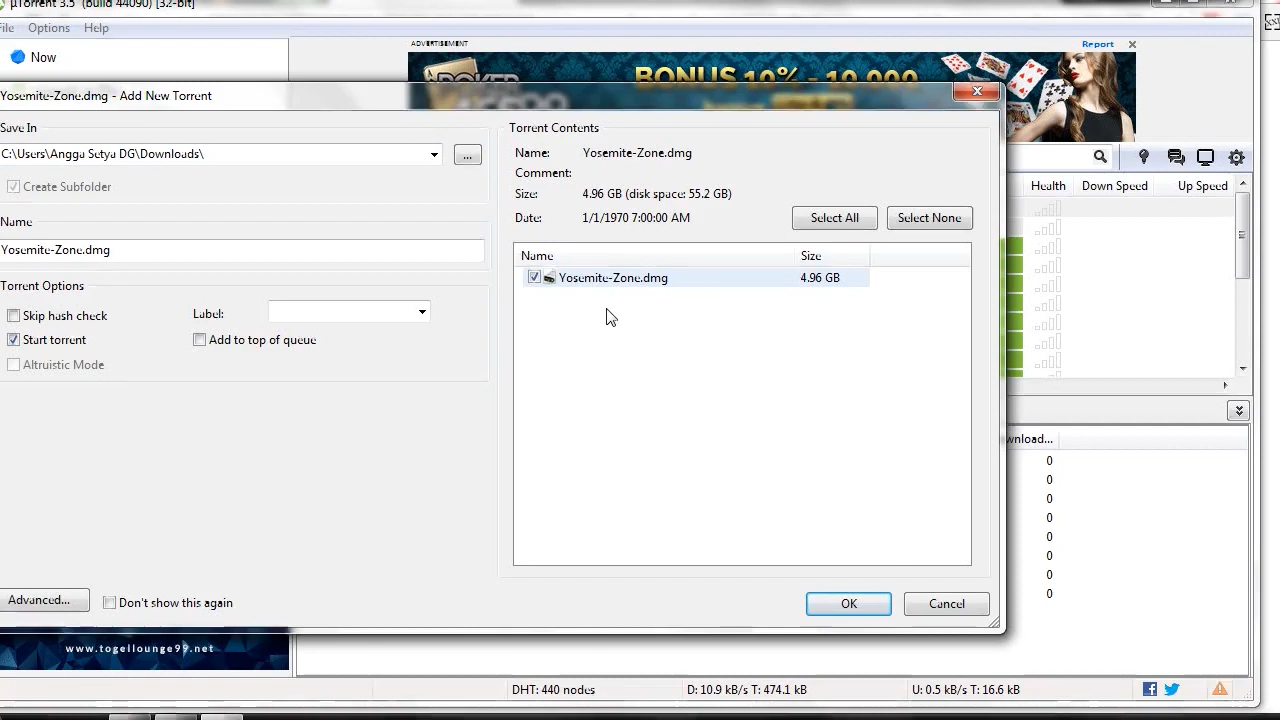 µTorrent 3.5 (build 44090) [32-bit]
File Options Help
Now
ADVERTISEMENT
Report
BONUS 10% - 10.000
Yosemite-Zone.dmg - Add New Torrent
Save In
C:\Users\Angga Setya DG\Downloads\
...
Create Subfolder
Name
Yosemite-Zone.dmg
Torrent Options
Skip hash check
Label:
Start torrent
Add to top of queue
Altruistic Mode
Advanced...
Don't show this again
Torrent Contents
Name: Yosemite-Zone.dmg
Comment:
Size: 4.96 GB (disk space: 55.2 GB)
Date: 1/1/1970 7:00:00 AM
Select All
Select None
Name Size
Yosemite-Zone.dmg 4.96 GB
OK
Cancel
Health Down Speed Up Speed
wnload...
0
0
0
0
0
0
0
0
www.togellounge99.net
DHT: 440 nodes
D: 10.9 kB/s T: 474.1 kB
U: 0.5 kB/s T: 16.6 kB